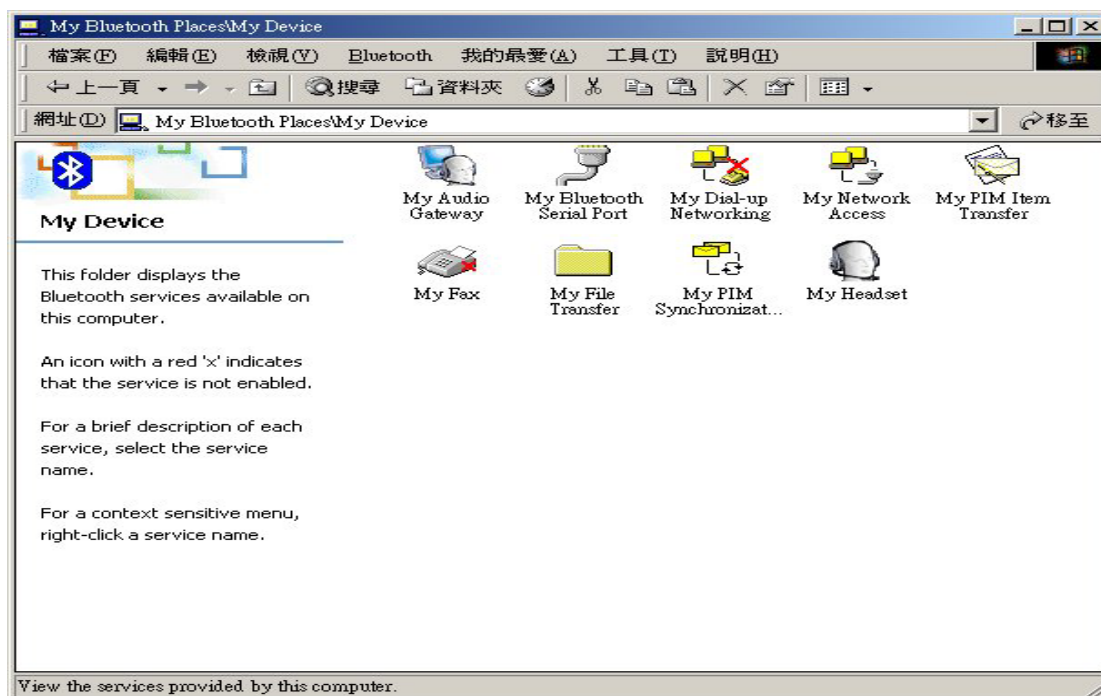 My Bluetooth Places\My Device
檔案(F) 編輯(E) 檢視(V) Bluetooth 我的最愛(A) 工具(T) 說明(H)
上一頁 搜尋 資料夾
網址(D) My Bluetooth Places\My Device 移至
My Device
This folder displays the
Bluetooth services available on
this computer.
An icon with a red 'x' indicates
that the service is not enabled.
For a brief description of each
service, select the service
name.
For a context sensitive menu,
right-click a service name.
My Audio
Gateway
My Bluetooth
Serial Port
My Dial-up
Networking
My Network
Access
My PIM Item
Transfer
My Fax
My File
Transfer
My PIM
Synchronizat...
My Headset
View the services provided by this computer.